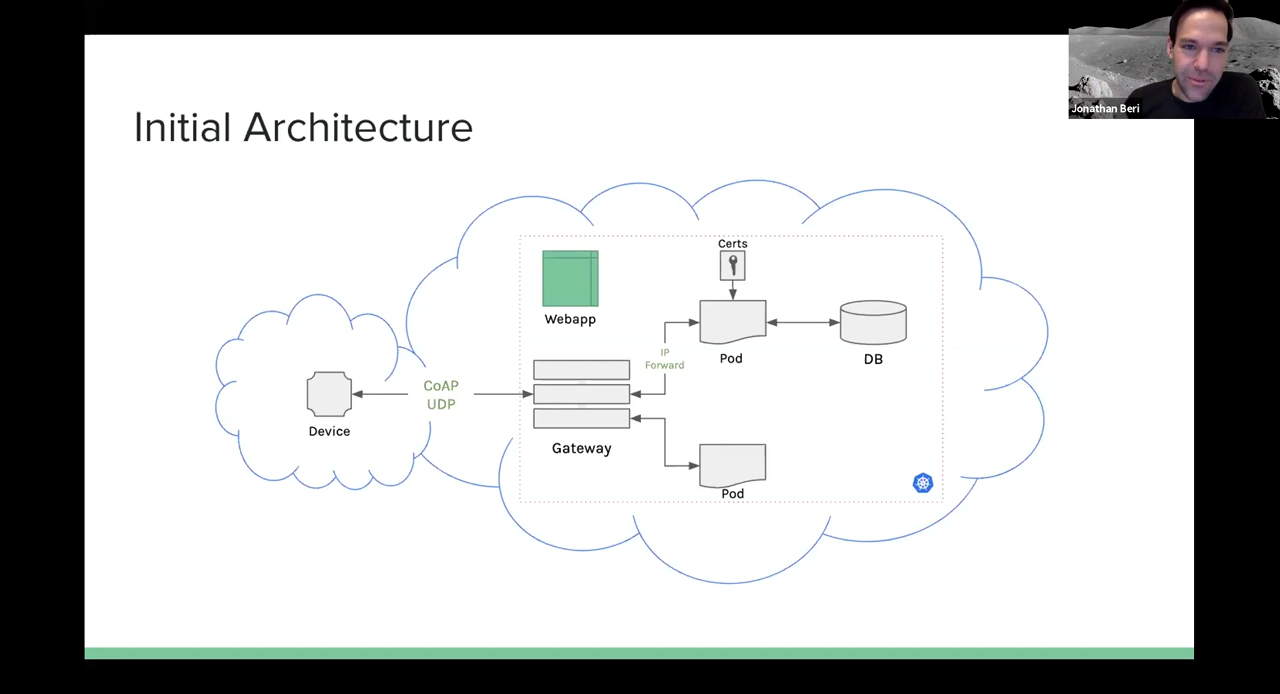 Jonathan Beri
Initial Architecture
Certs
Webapp
Pod
DB
IP
Forward
CoAP
UDP
Device
Gateway
Pod